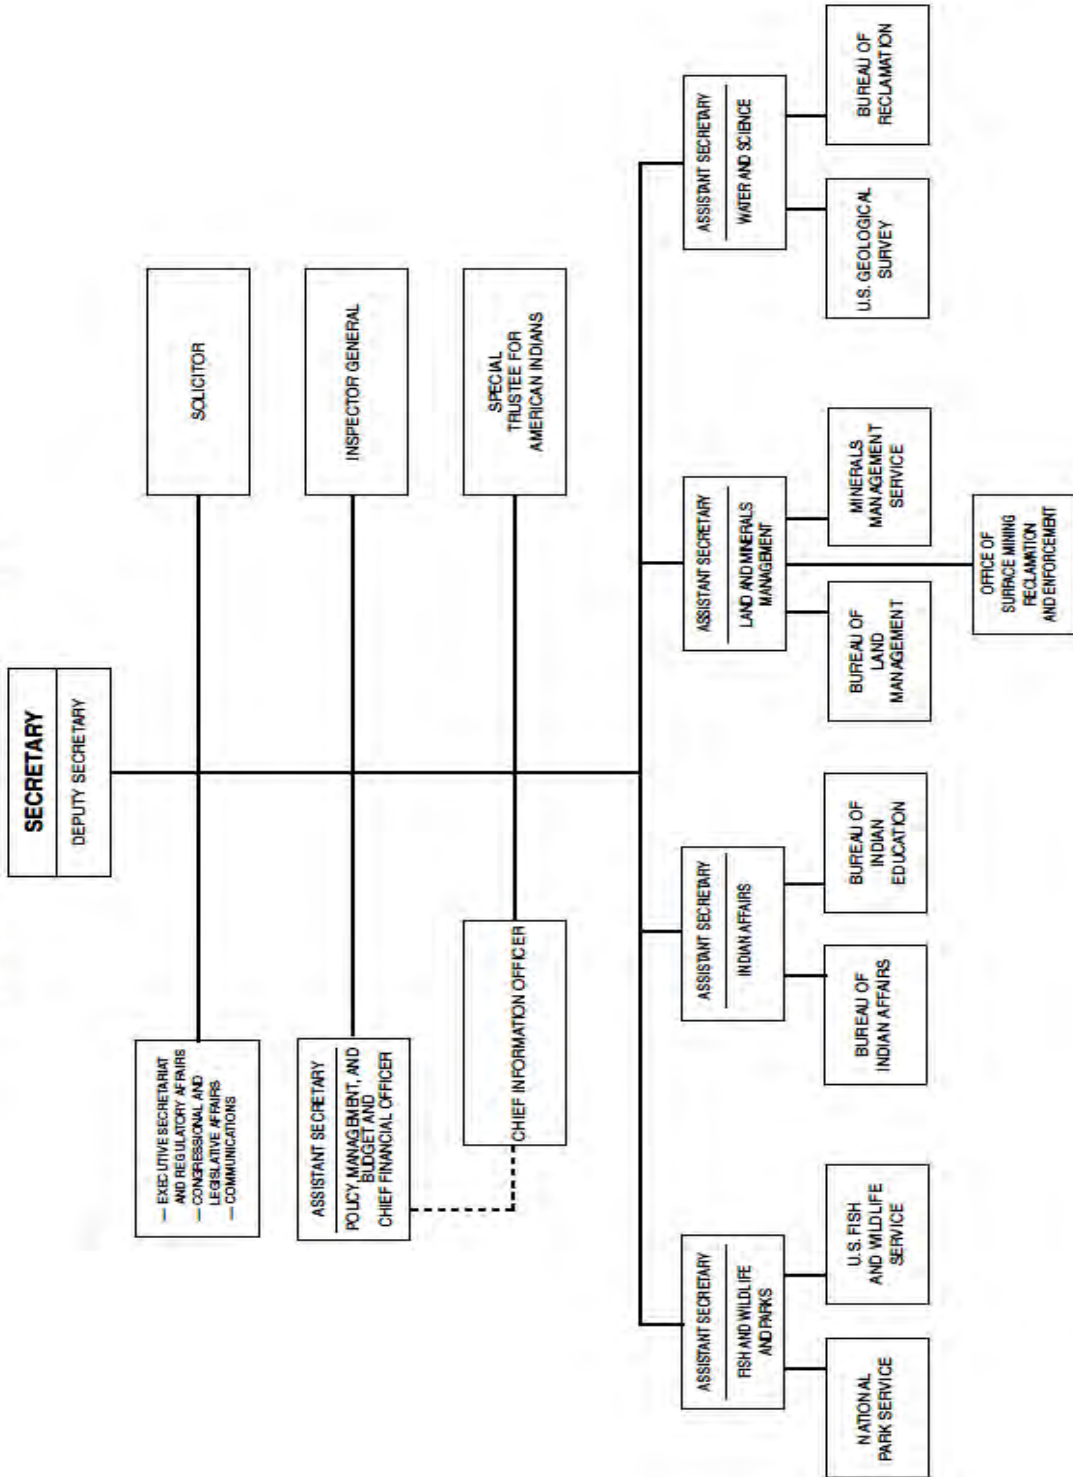 SECRETARY
DEPUTY SECRETARY
— EXECUTIVE SECRETARIAT
AND REGULATORY AFFAIRS
— CONGRESSIONAL AND
LEGISLATIVE AFFAIRS
— COMMUNICATIONS
SOLICITOR
ASSISTANT SECRETARY
POLICY, MANAGEMENT, AND
BUDGET AND
CHIEF FINANCIAL OFFICER
INSPECTOR GENERAL
CHIEF INFORMATION OFFICER
SPECIAL
TRUSTEE FOR
AMERICAN INDIANS
ASSISTANT SECRETARY
FISH AND WILDLIFE
AND PARKS
ASSISTANT SECRETARY
INDIAN AFFAIRS
ASSISTANT SECRETARY
LAND AND MINERALS
MANAGEMENT
ASSISTANT SECRETARY
WATER AND SCIENCE
NATIONAL
PARK SERVICE
U.S. FISH
AND WILDLIFE
SERVICE
BUREAU OF
INDIAN AFFAIRS
BUREAU OF
INDIAN
EDUCATION
BUREAU OF
LAND
MANAGEMENT
MINERALS
MANAGEMENT
SERVICE
U.S. GEOLOGICAL
SURVEY
BUREAU OF
RECLAMATION
OFFICE OF
SURFACE MINING
RECLAMATION
AND ENFORCEMENT